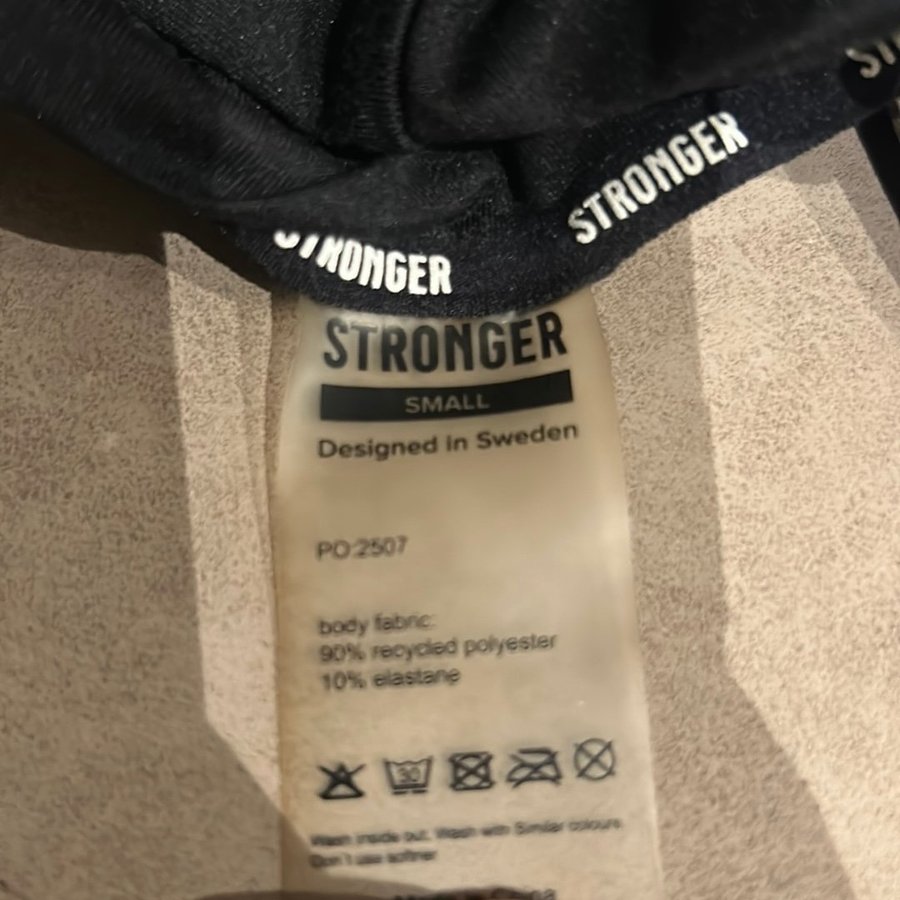 STRONGER
STRONGER
STRONGER
SMALL
Designed in Sweden
PO:2507
body fabric:
90% recycled polyester
10% elastane
30
Wash inside out, Wash with Similar colours
Don't use softner